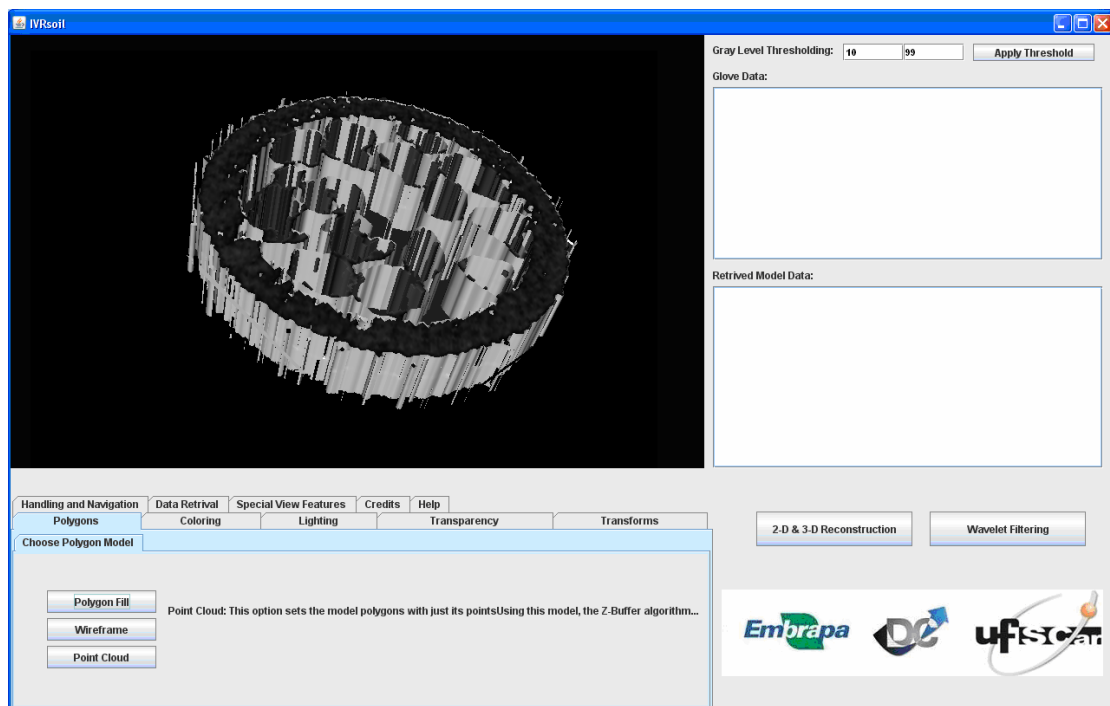 IVRsoil
Gray Level Thresholding: 10 99 Apply Threshold
Glove Data:
Retrived Model Data:
Handling and Navigation Data Retrival Special View Features Credits Help
Polygons Coloring Lighting Transparency Transforms
Choose Polygon Model
Polygon Fill
Wireframe
Point Cloud
Point Cloud: This option sets the model polygons with just its pointsUsing this model, the Z-Buffer algorithm...
2-D & 3-D Reconstruction Wavelet Filtering
Embrapa DC ufscar